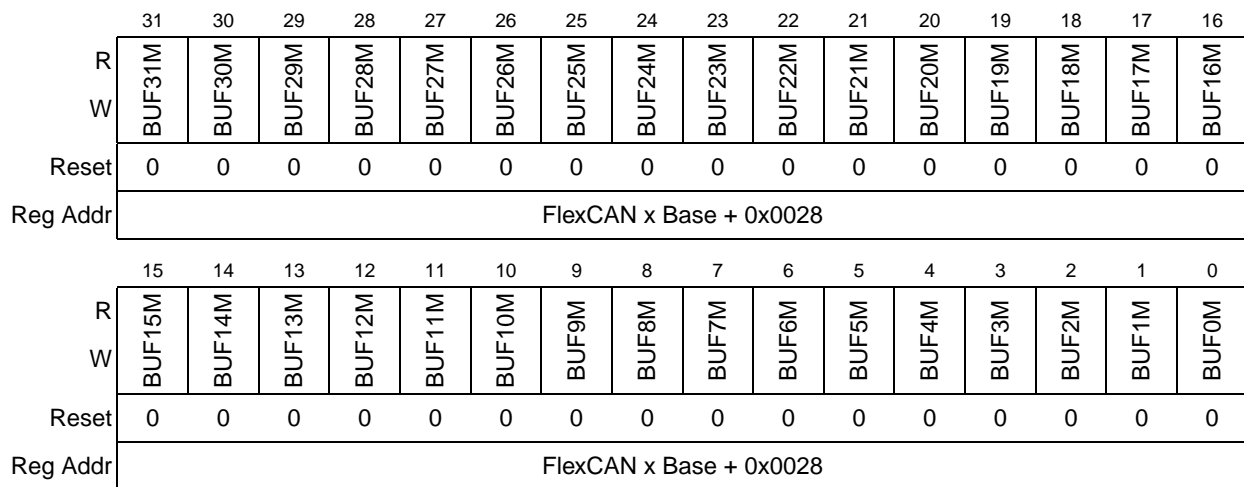 31 30 29 28 27 26 25 24 23 22 21 20 19 18 17 16
R W BUF31M BUF30M BUF29M BUF28M BUF27M BUF26M BUF25M BUF24M BUF23M BUF22M BUF21M BUF20M BUF19M BUF18M BUF17M BUF16M
Reset 0 0 0 0 0 0 0 0 0 0 0 0 0 0 0 0
Reg Addr FlexCAN x Base + 0x0028
15 14 13 12 11 10 9 8 7 6 5 4 3 2 1 0
R W BUF15M BUF14M BUF13M BUF12M BUF11M BUF10M BUF9M BUF8M BUF7M BUF6M BUF5M BUF4M BUF3M BUF2M BUF1M BUF0M
Reset 0 0 0 0 0 0 0 0 0 0 0 0 0 0 0 0
Reg Addr FlexCAN x Base + 0x0028